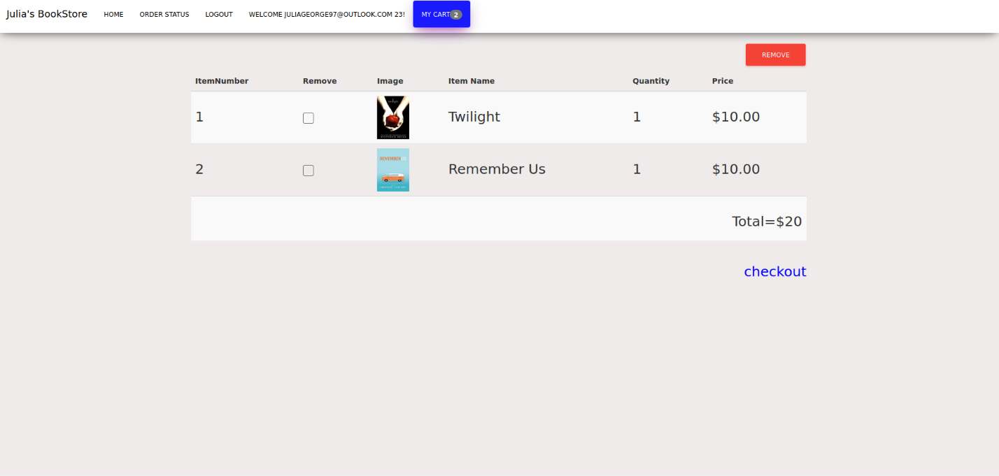 Julia's BookStore HOME ORDER STATUS LOGOUT WELCOME JULIAGEORGE97@OUTLOOK.COM 23! MY CART 2
REMOVE
ItemNumber Remove Image Item Name Quantity Price
1 twilight Twilight 1 $10.00
2 REMEMBER US Remember Us 1 $10.00
Total=$20
checkout